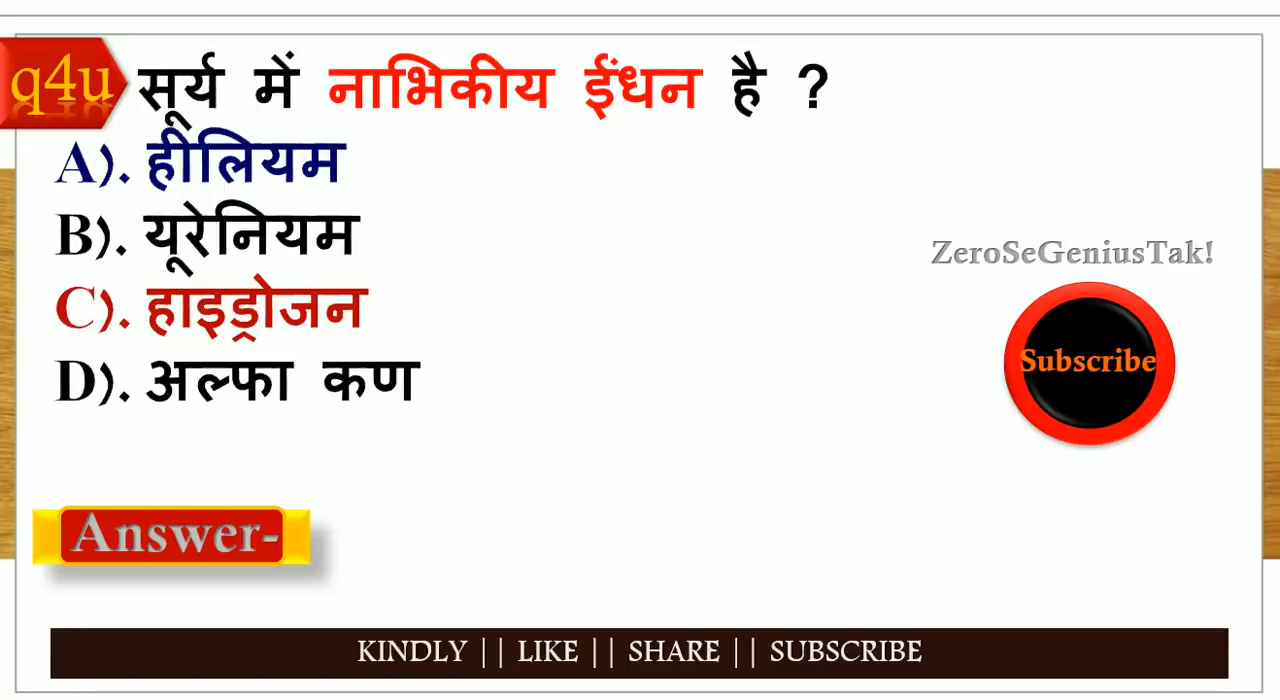 q4u सूर्य में नाभिकीय ईंधन है ?
A). हीलियम
B). यूरेनियम
C). हाइड्रोजन
D). अल्फा कण
ZeroSeGeniusTak!
Subscribe
Answer-
KINDLY || LIKE || SHARE || SUBSCRIBE